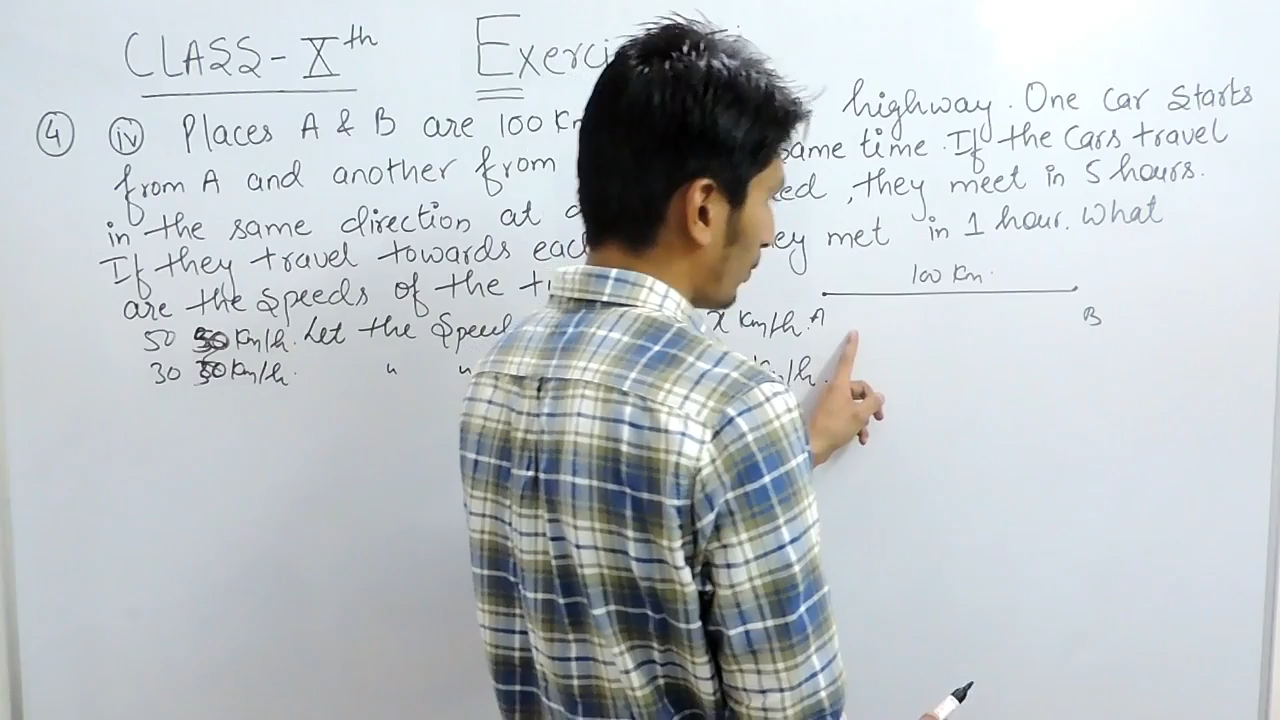 CLASS-Xth Exerci
④ ⓘⓥ Places A & B are 100 K highway. One Car Starts
from A and another from same time. If the Cars travel
in the same direction at d ed, they meet in 5 hours.
If they travel towards eac ey met in 1 hour. What
are the Speeds of the t
100 Km.
50 Km/h. Let the Speed x Km/h. A B
30 Km/h. " " Km/h.